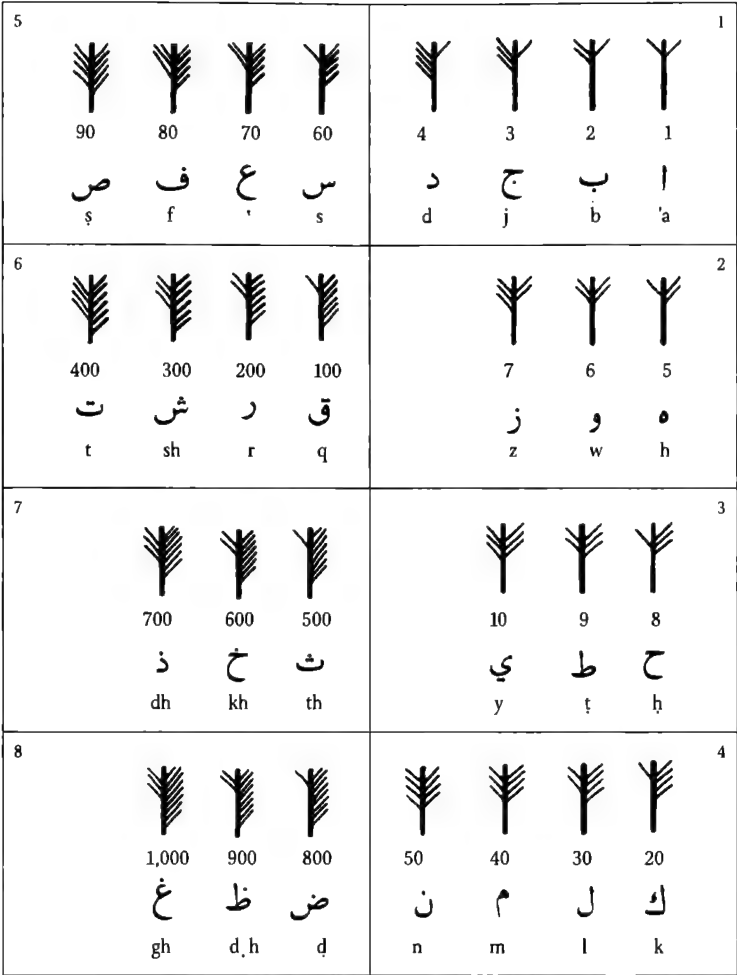 1
4 3 2 1
ا ب ج د
d j b 'a
2
7 6 5
ه و ز
z w h
3
10 9 8
ح ط ي
y ṭ ḥ
4
50 40 30 20
ك ل م ن
n m l k
5
90 80 70 60
س ع ف ص
ṣ f ‘ s
6
400 300 200 100
ق ر ش ت
t sh r q
7
700 600 500
ث خ ذ
dh kh th
8
1,000 900 800
ض ظ غ
gh ḍh ḍ